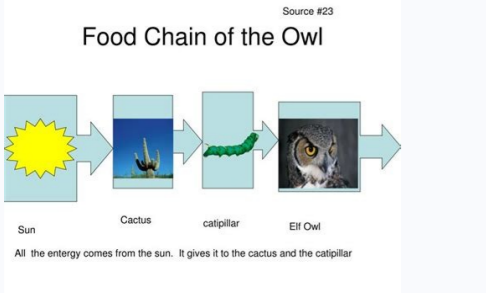 Source #23
Food Chain of the Owl
Sun
Cactus
catipillar
Elf Owl
All the entergy comes from the sun. It gives it to the cactus and the catipillar